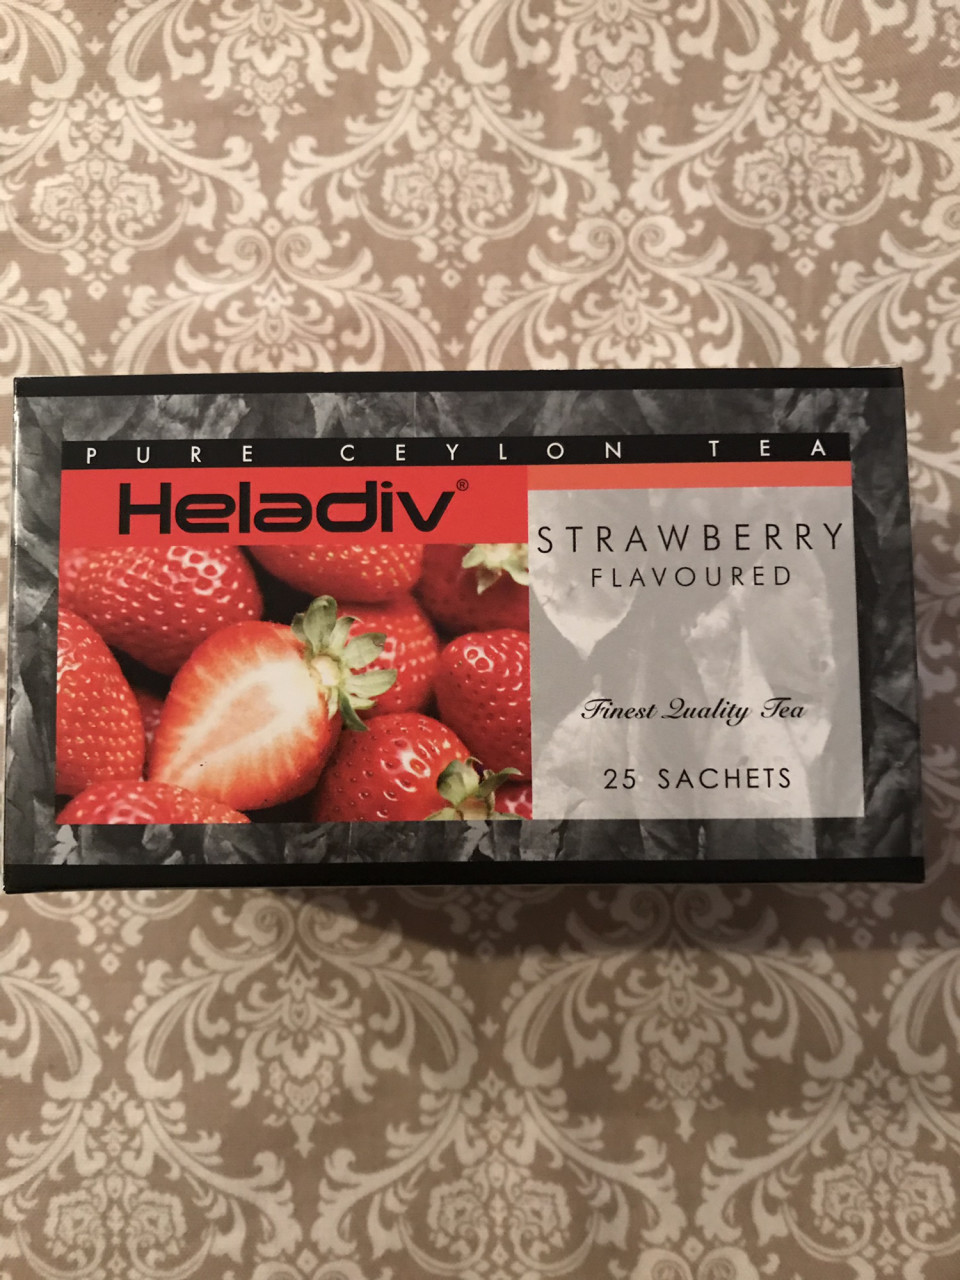 PURE CEYLON TEA
Heladiv®
STRAWBERRY
FLAVOURED
Finest Quality Tea
25 SACHETS